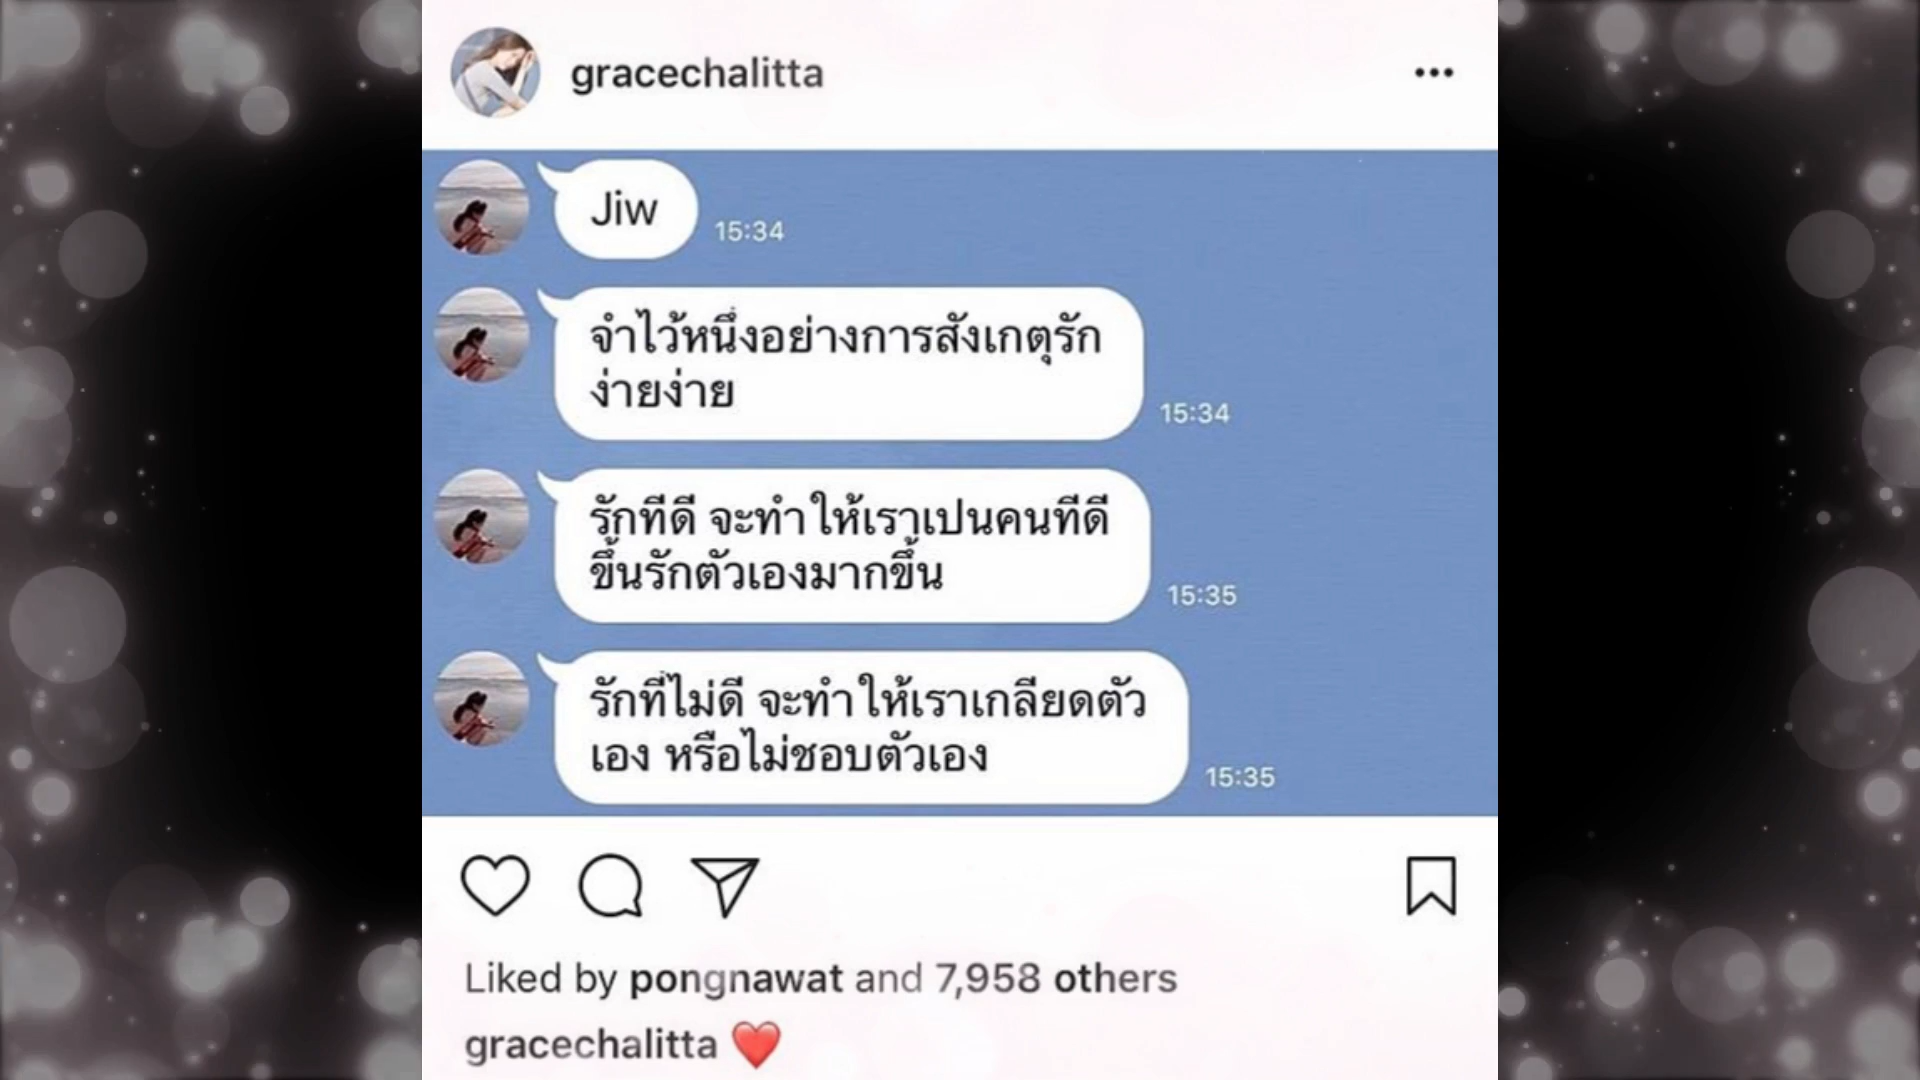 gracechalitta
Jiw
15:34
จำไว้หนึ่งอย่างการสังเกตุรัก
ง่ายง่าย
15:34
รักที่ดี จะทำให้เราเปนคนที่ดี
ขึ้นรักตัวเองมากขึ้น
15:35
รักที่ไม่ดี จะทำให้เราเกลียดตัว
เอง หรือไม่ชอบตัวเอง
15:35
Liked by pongnawat and 7,958 others
gracechalitta ❤️